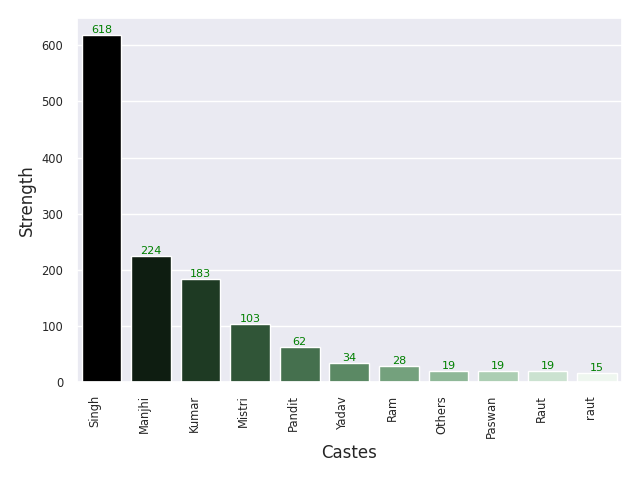 618
600
500
400
Strength
300
224
200
183
103
100
62
34
28
19
19
19
15
0
Singh
Manjhi
Kumar
Mistri
Pandit
Yadav
Ram
Others
Paswan
Raut
raut
Castes